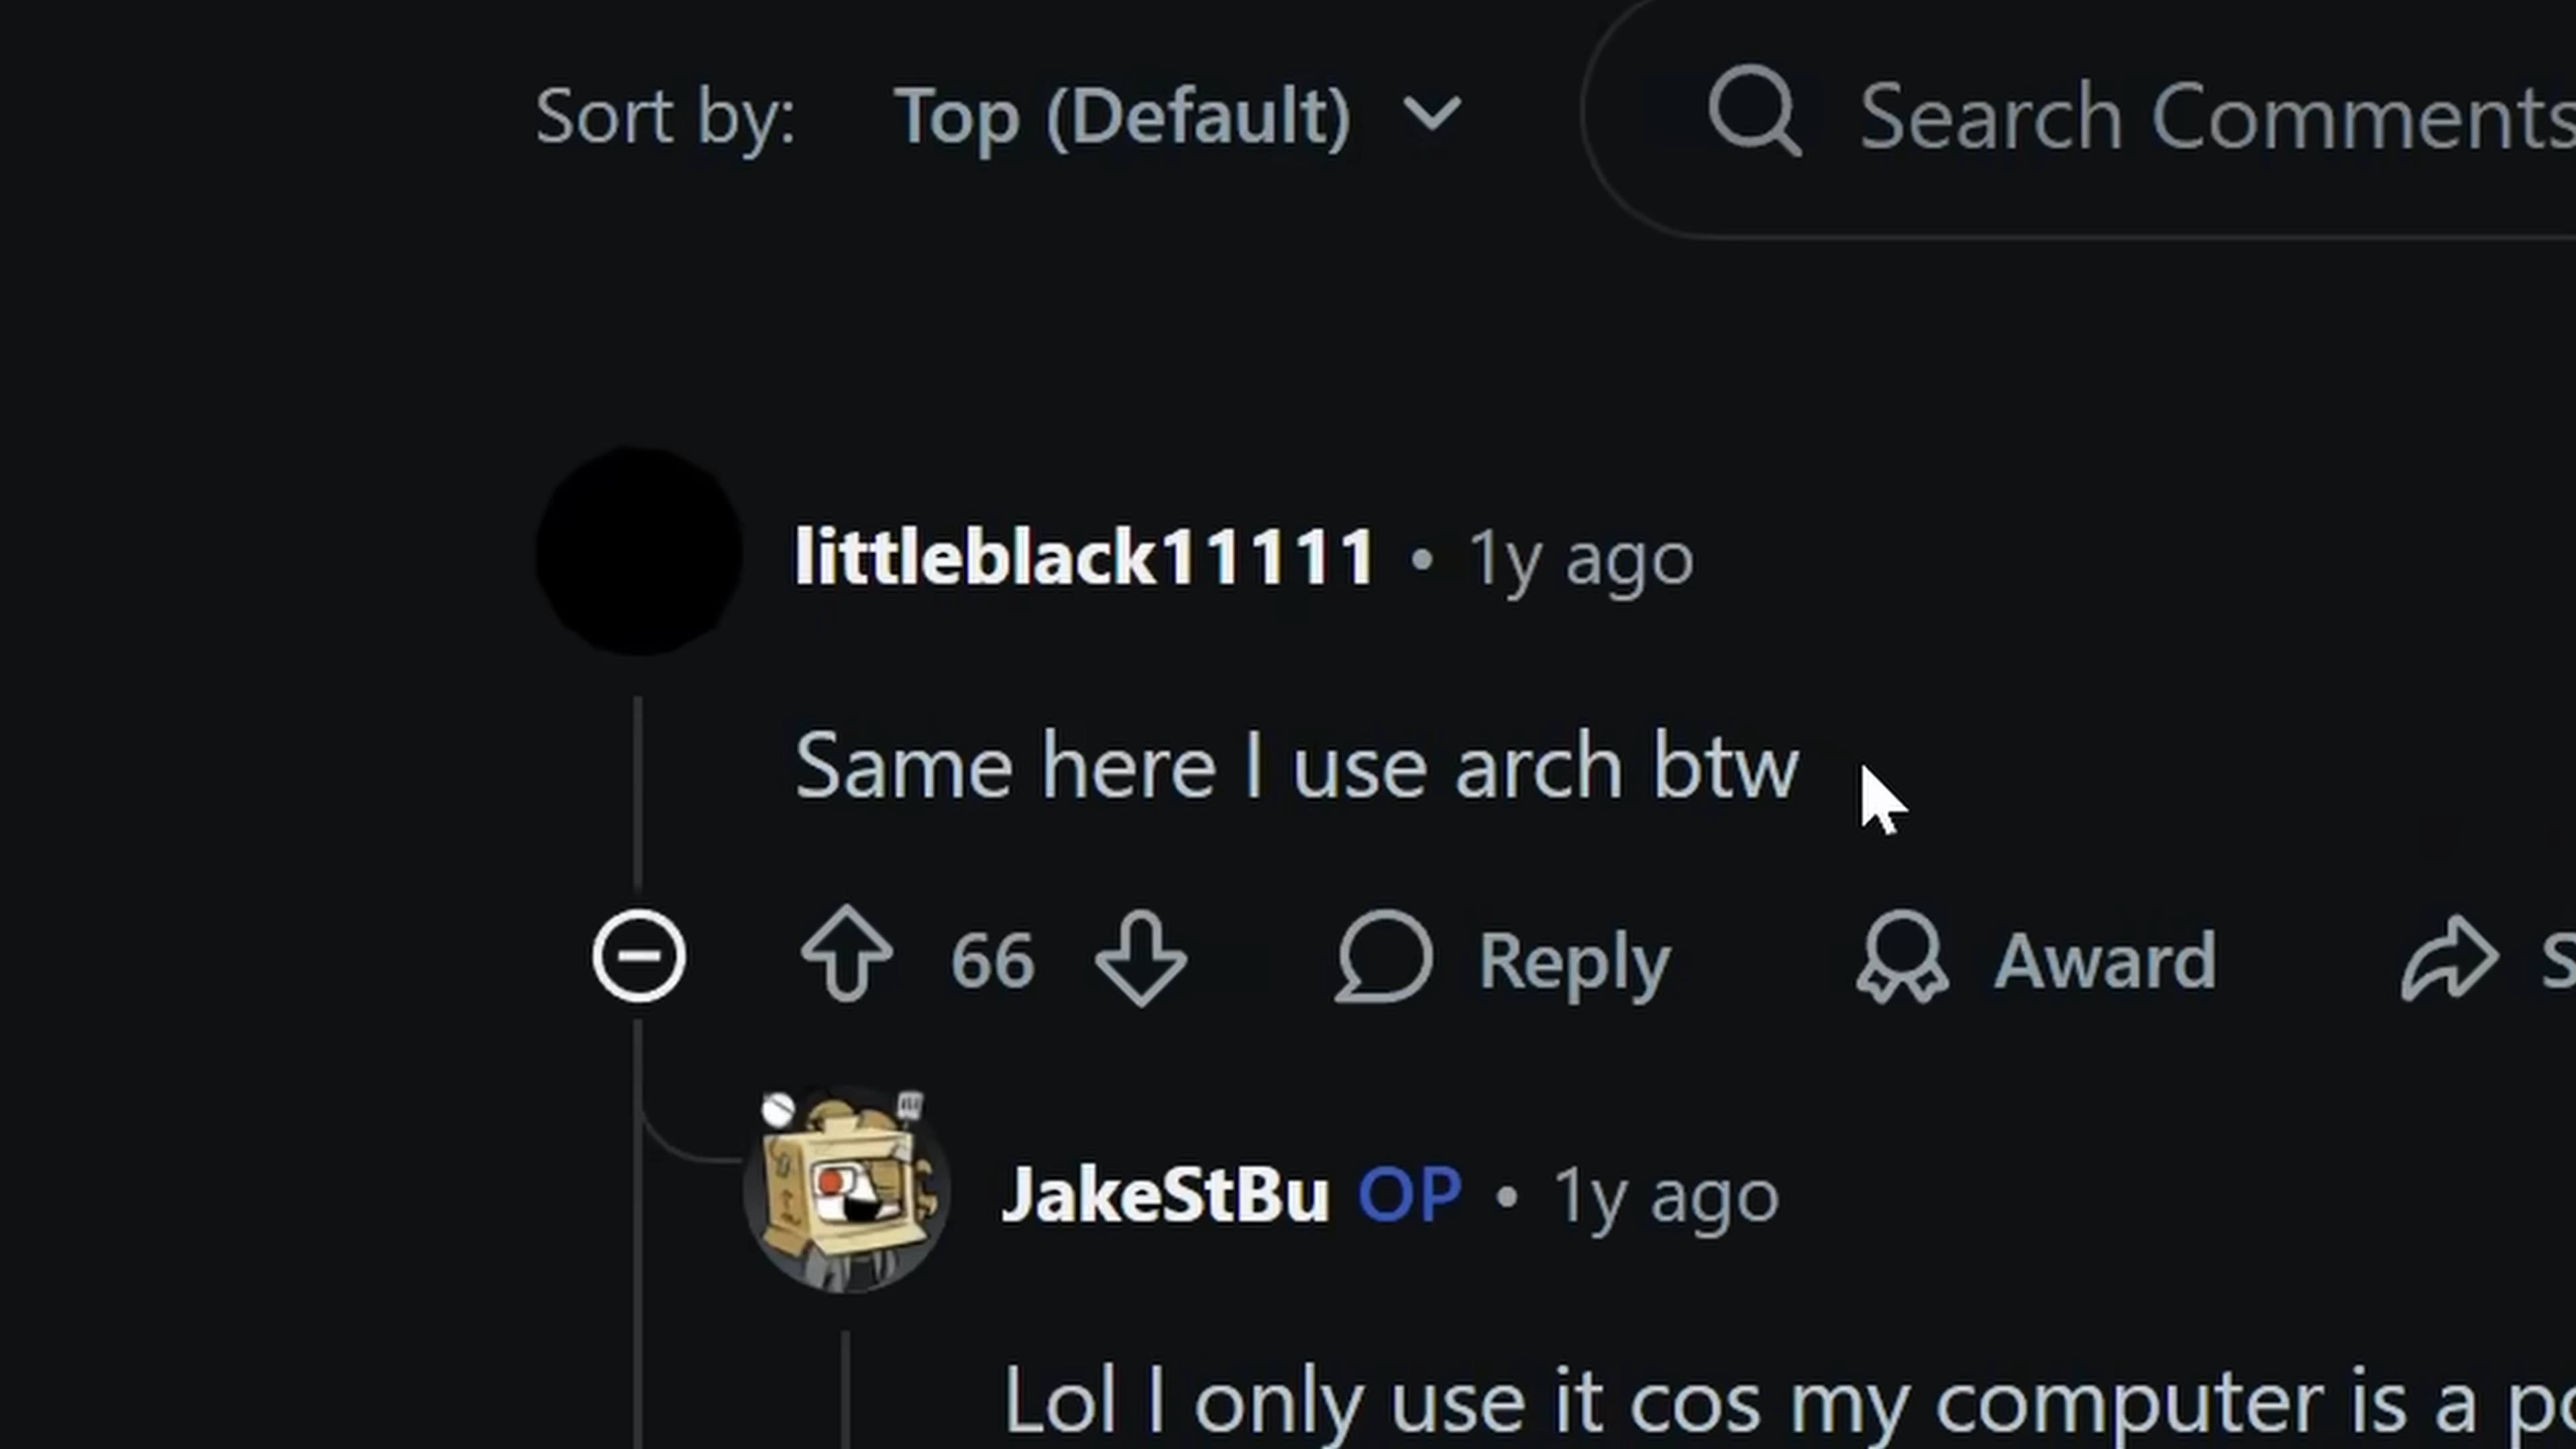 Sort by: Top (Default) Search Comments
littleblack11111 • 1y ago
Same here I use arch btw
66 Reply Award
JakeStBu OP • 1y ago
Lol I only use it cos my computer is a